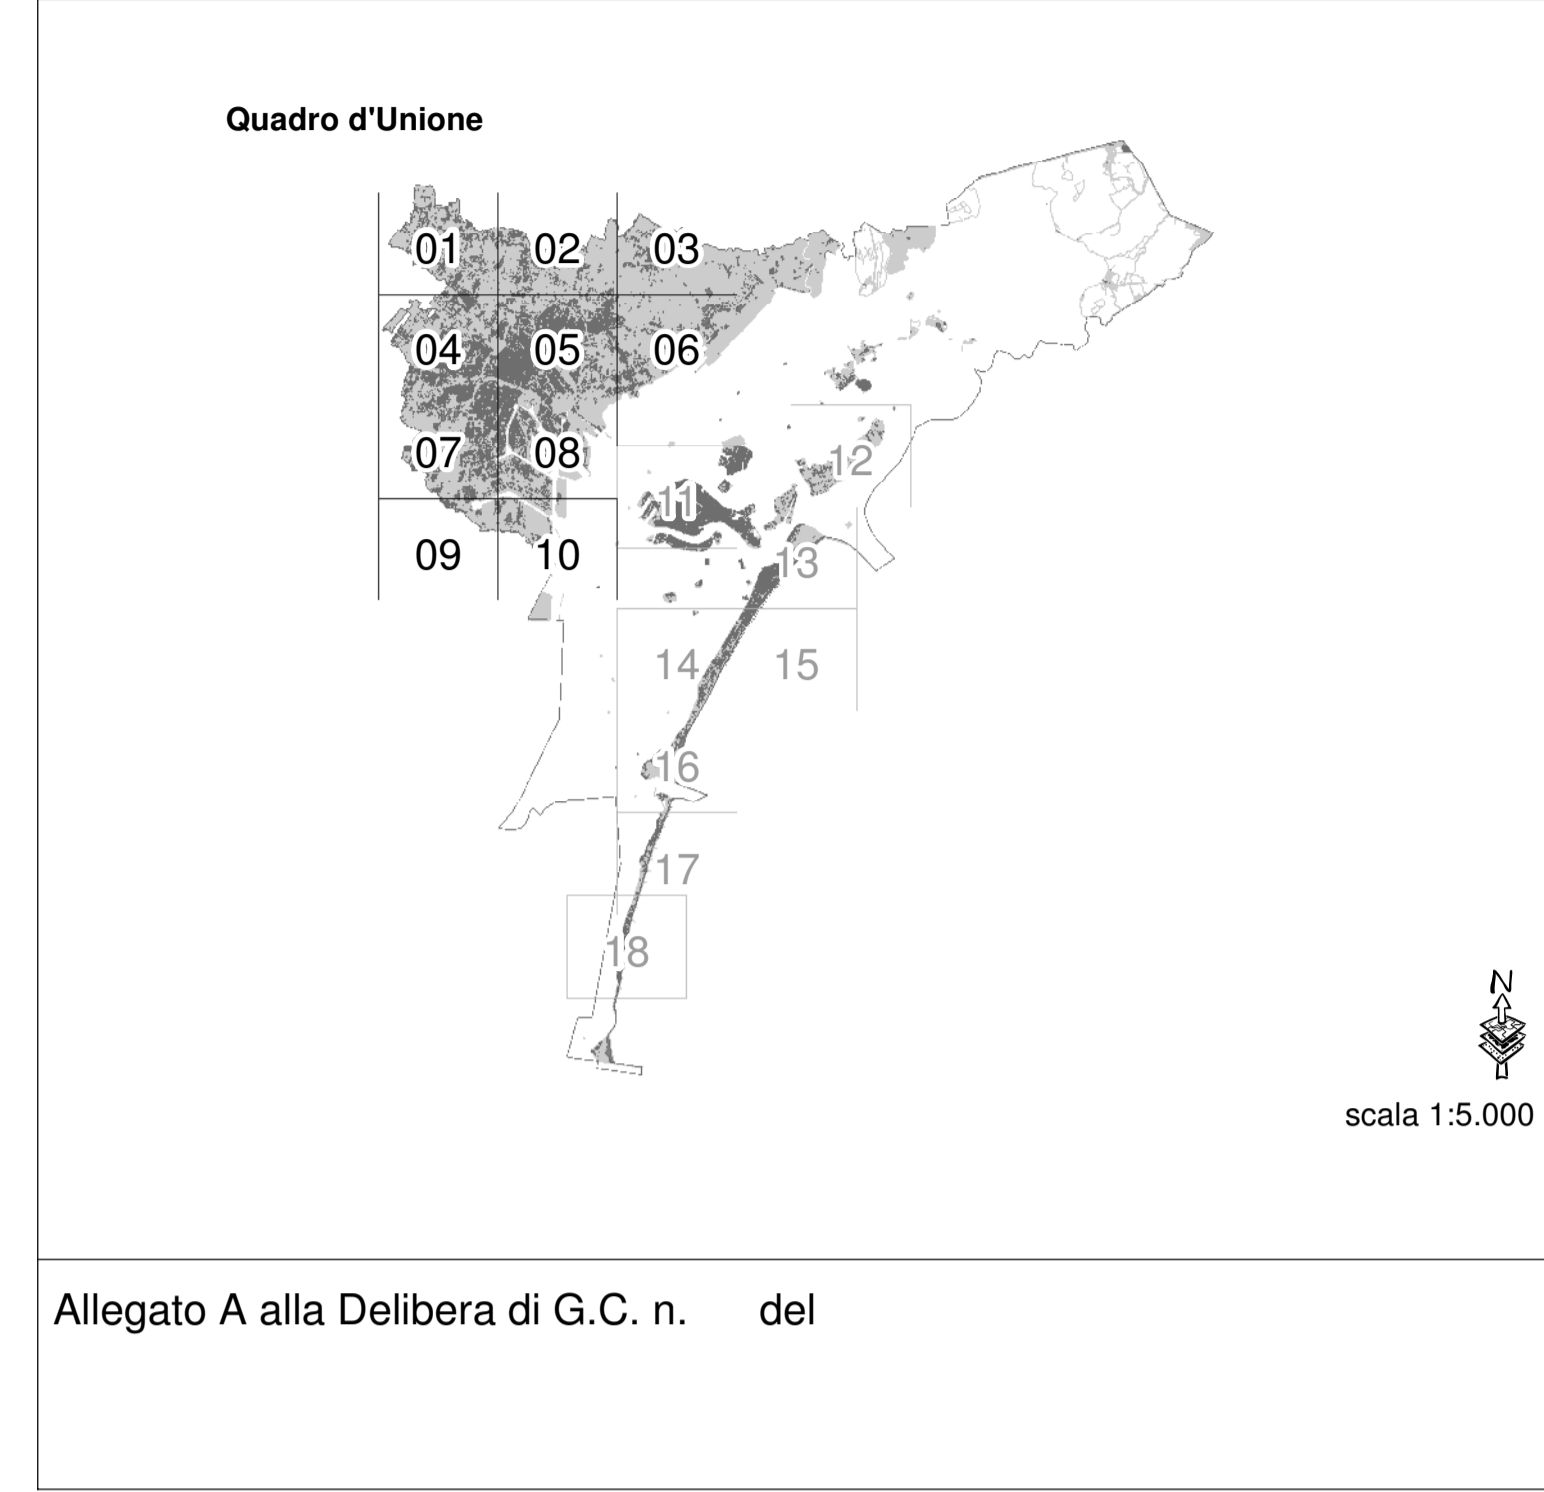 Quadro d'Unione
01 02 03
04 05 06
07 08 12
11
09 10 13
14 15
16
17
18
N
scala 1:5.000
Allegato A alla Delibera di G.C. n. del